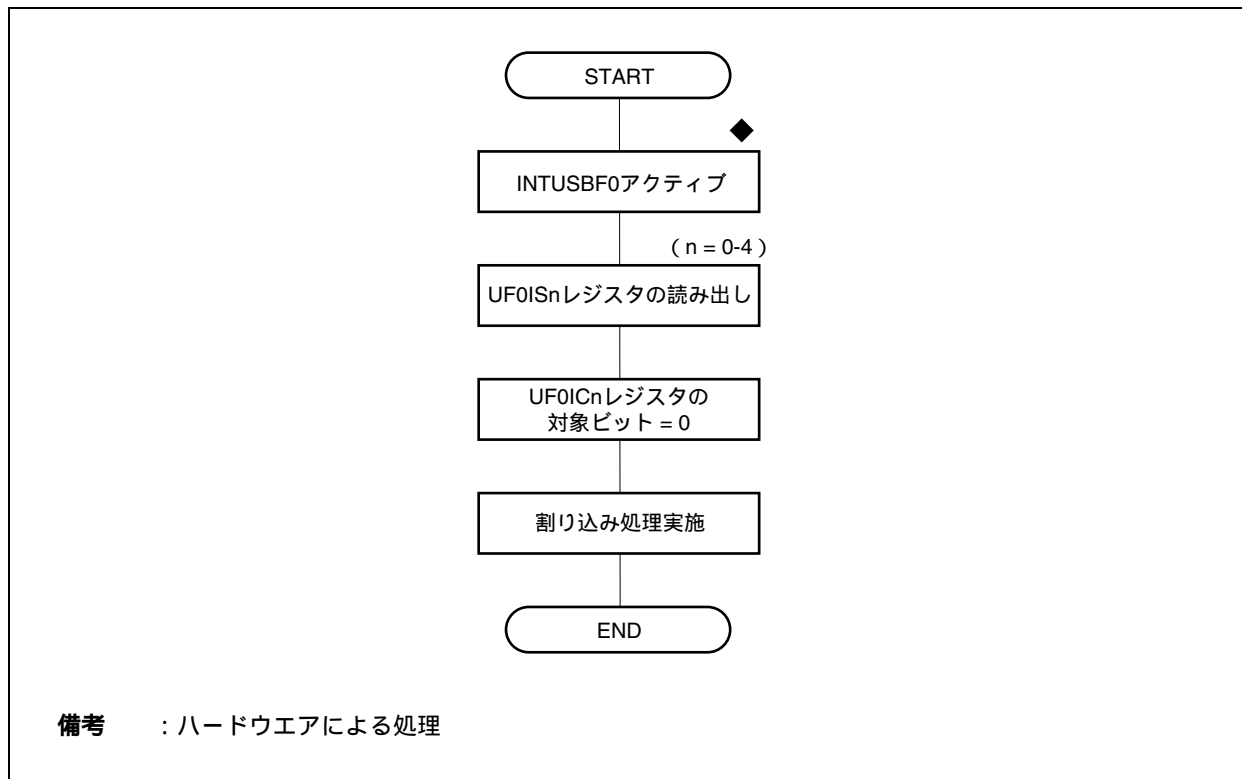 START
◆
INTUSBF0アクティブ
( n = 0-4 )
UF0ISnレジスタの読み出し
UF0ICnレジスタの
対象ビット = 0
割り込み処理実施
END
備考 : ハードウエアによる処理